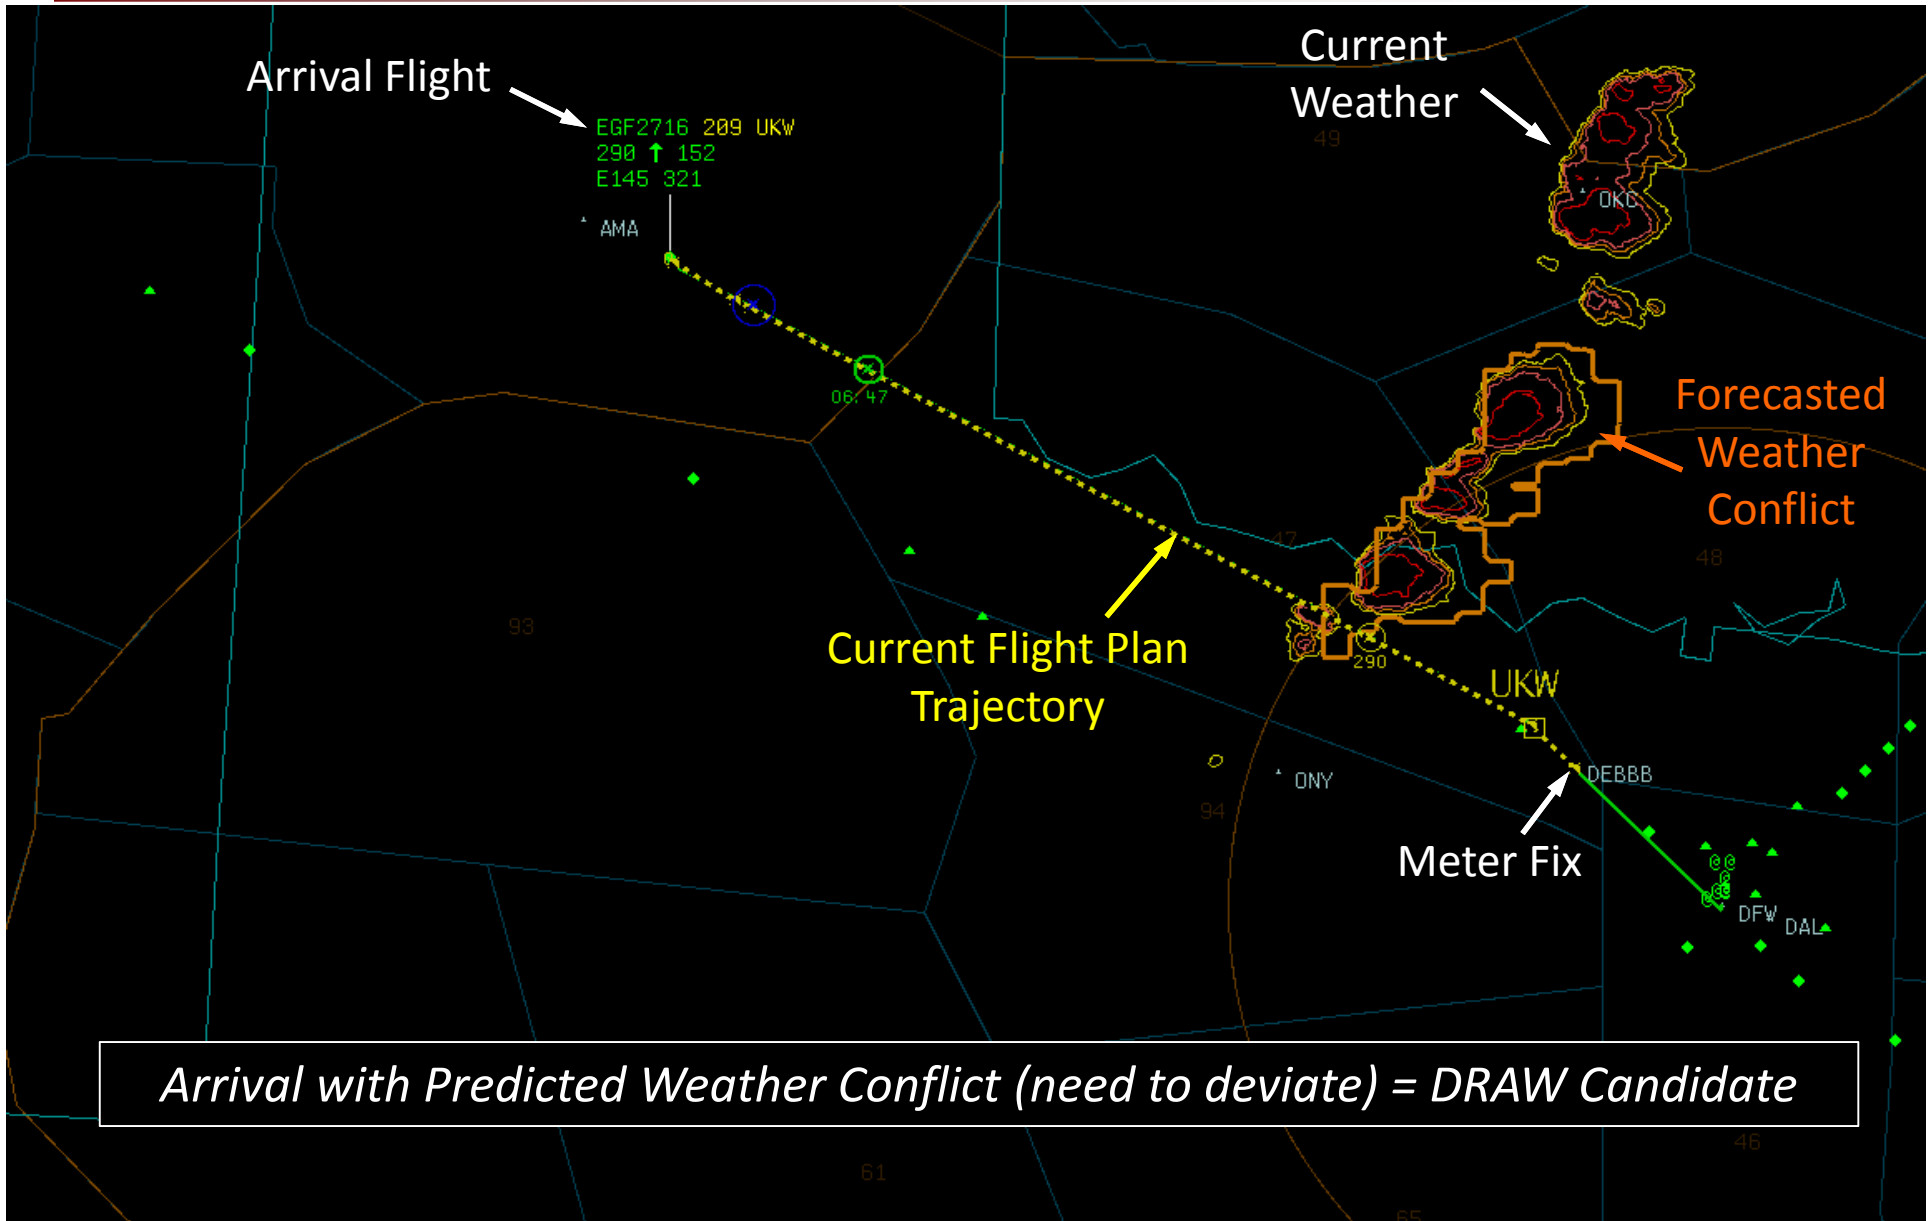 Arrival Flight
Current
Weather
EGF2716 209 UKW
290 ↑ 152
E145 321
49
OKC
AMA
06:47
Forecasted
Weather
Conflict
47
48
93
Current Flight Plan
Trajectory
290
UKW
ONY
DEBBB
94
Meter Fix
DFW
DAL
Arrival with Predicted Weather Conflict (need to deviate) = DRAW Candidate
46
61
65